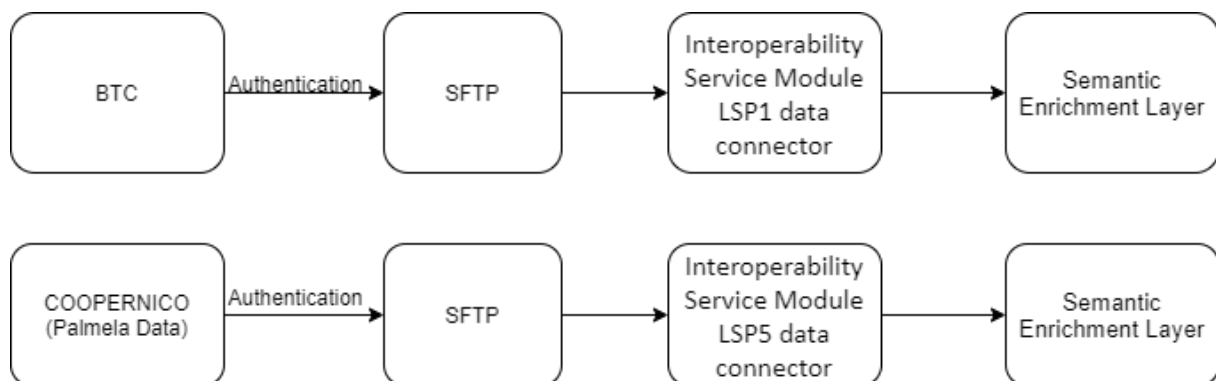 BTC
Authentication
SFTP
Interoperability
Service Module
LSP1 data
connector
Semantic
Enrichment Layer
COOPERNICO
(Palmela Data)
Authentication
SFTP
Interoperability
Service Module
LSP5 data
connector
Semantic
Enrichment Layer